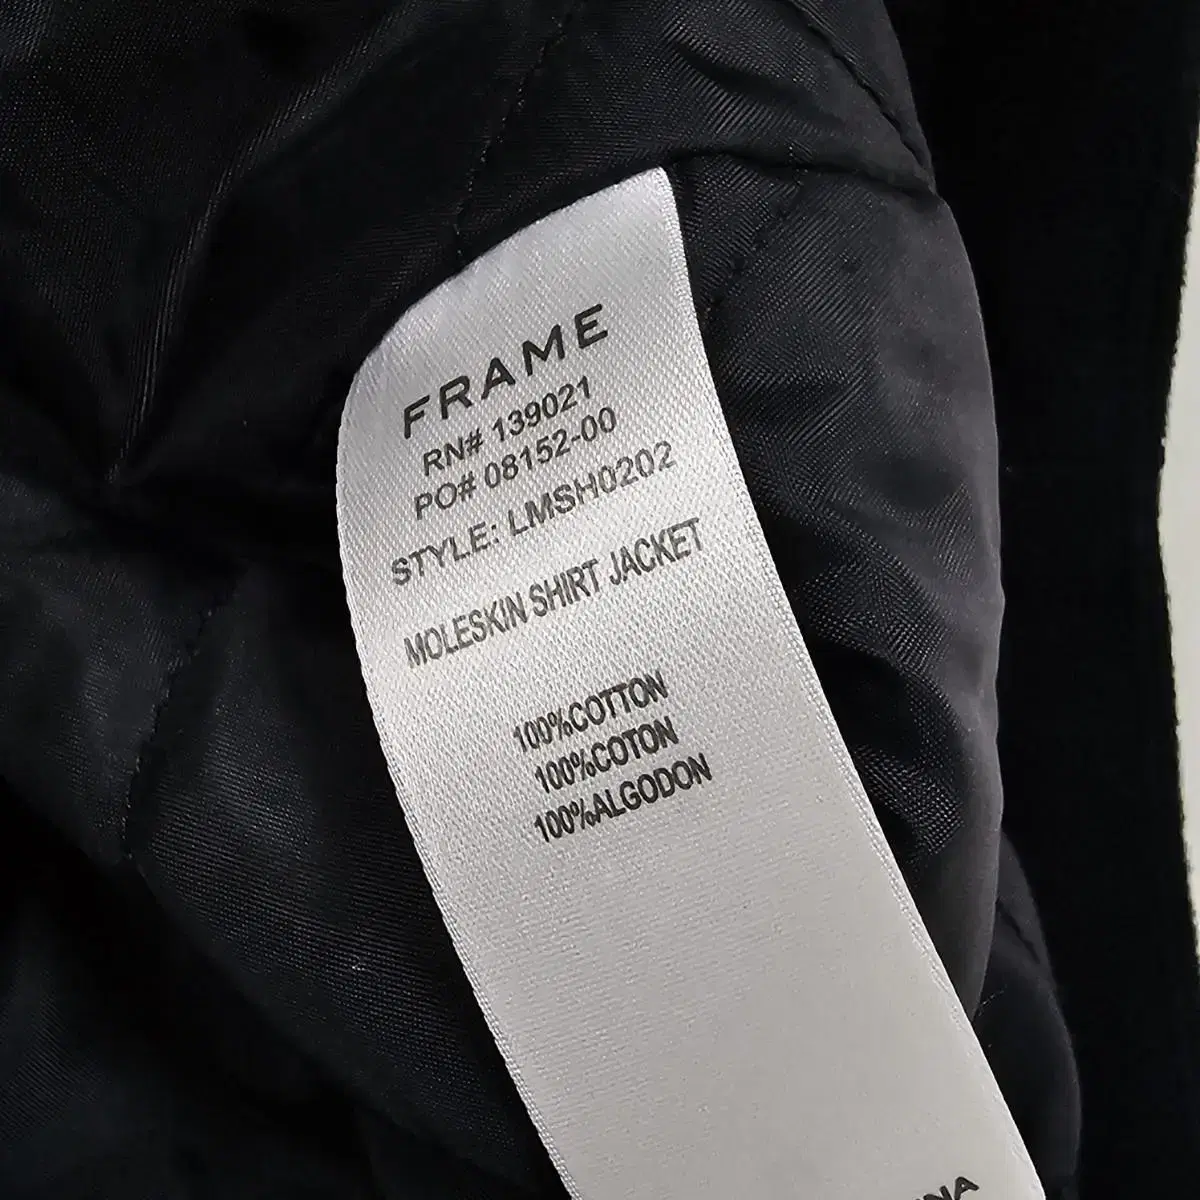 FRAME
RN# 139021
PO# 08152-00
STYLE: LMSH0202
MOLESKIN SHIRT JACKET
100%COTTON
100%COTON
100%ALGODON